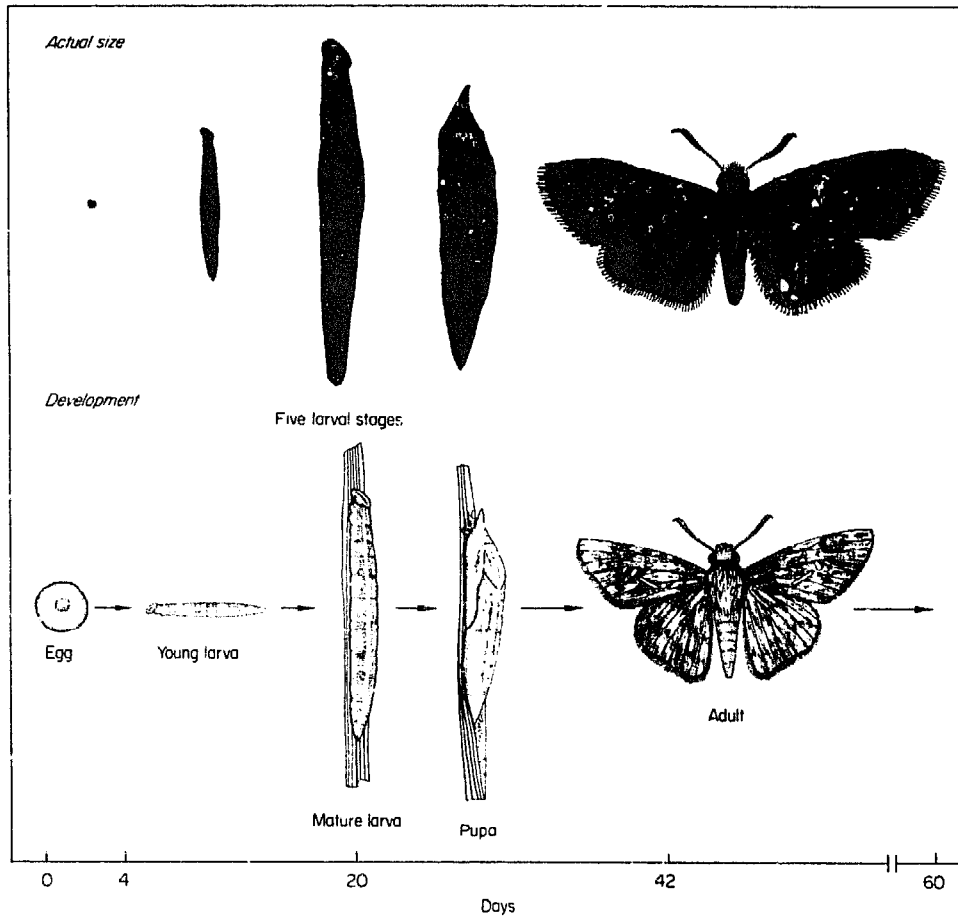 Actual size
Development
Five larval stages
Egg
Young larva
Adult
Mature larva
Pupa
0 4 20 42 60
Days